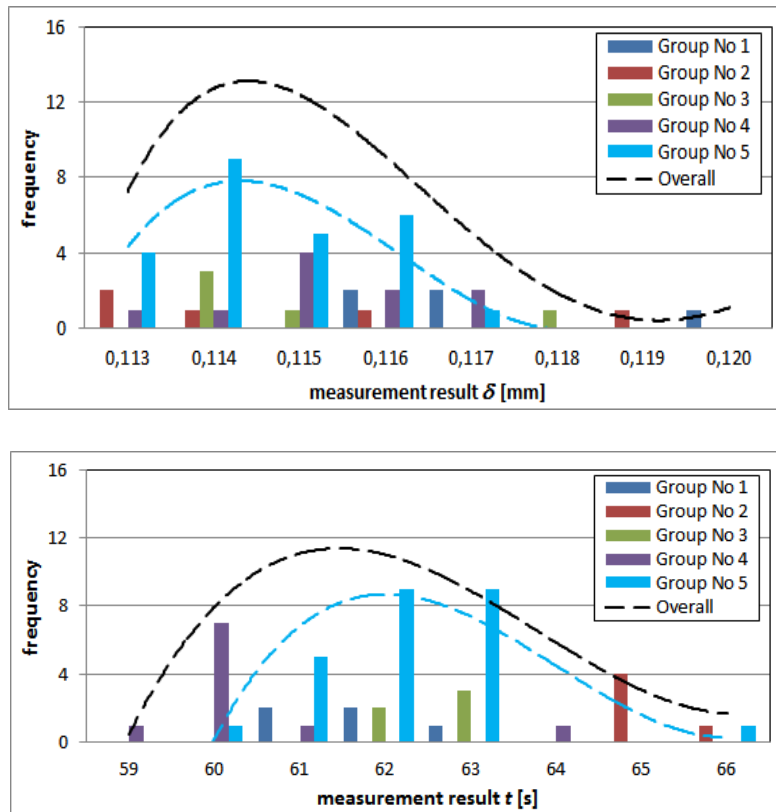 16
12
8
4
0
frequency
Group No 1
Group No 2
Group No 3
Group No 4
Group No 5
Overall
0,113 0,114 0,115 0,116 0,117 0,118 0,119 0,120
measurement result δ [mm]
16
12
8
4
0
frequency
Group No 1
Group No 2
Group No 3
Group No 4
Group No 5
Overall
59 60 61 62 63 64 65 66
measurement result t [s]